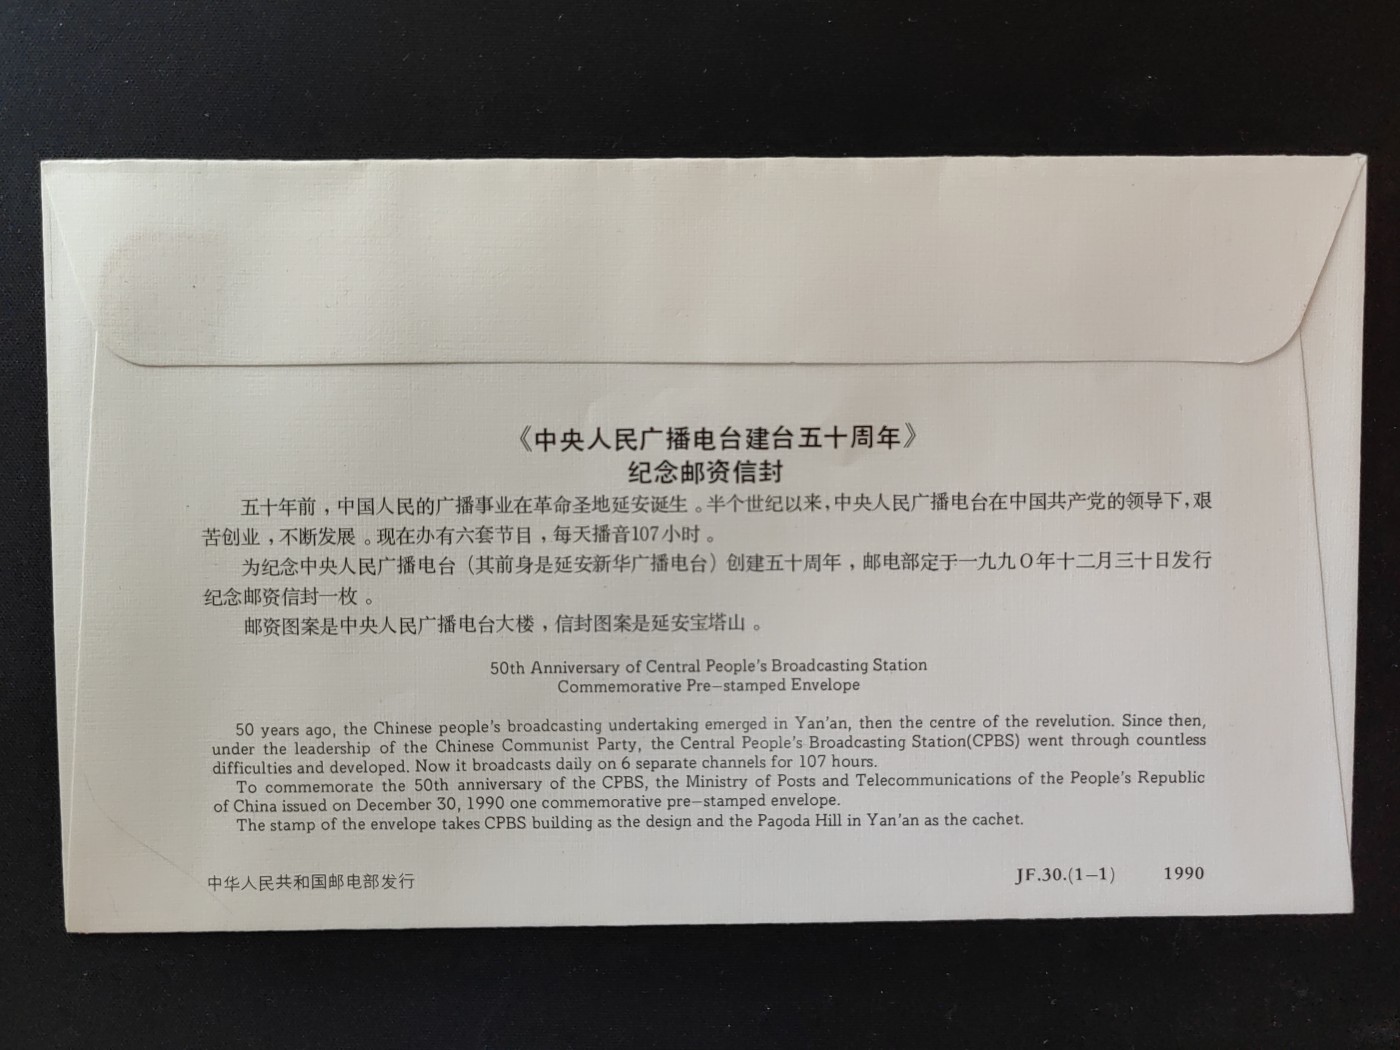 《中央人民广播电台建台五十周年》
纪念邮资信封
五十年前，中国人民的广播事业在革命圣地延安诞生。半个世纪以来，中央人民广播电台在中国共产党的领导下，艰
苦创业，不断发展。现在办有六套节目，每天播音107小时。
为纪念中央人民广播电台（其前身是延安新华广播电台）创建五十周年，邮电部定于一九九〇年十二月三十日发行
纪念邮资信封一枚。
邮资图案是中央人民广播电台大楼，信封图案是延安宝塔山。
50th Anniversary of Central People's Broadcasting Station
Commemorative Pre—stamped Envelope
50 years ago, the Chinese people's broadcasting undertaking emerged in Yan'an, then the centre of the revelution. Since then,
under the leadership of the Chinese Communist Party, the Central People's Broadcasting Station(CPBS) went through countless
difficulties and developed. Now it broadcasts daily on 6 separate channels for 107 hours.
To commemorate the 50th anniversary of the CPBS, the Ministry of Posts and Telecommunications of the People's Republic
of China issued on December 30, 1990 one commemorative pre—stamped envelope.
The stamp of the envelope takes CPBS building as the design and the Pagoda Hill in Yan'an as the cachet.
中华人民共和国邮电部发行 JF.30.(1—1) 1990